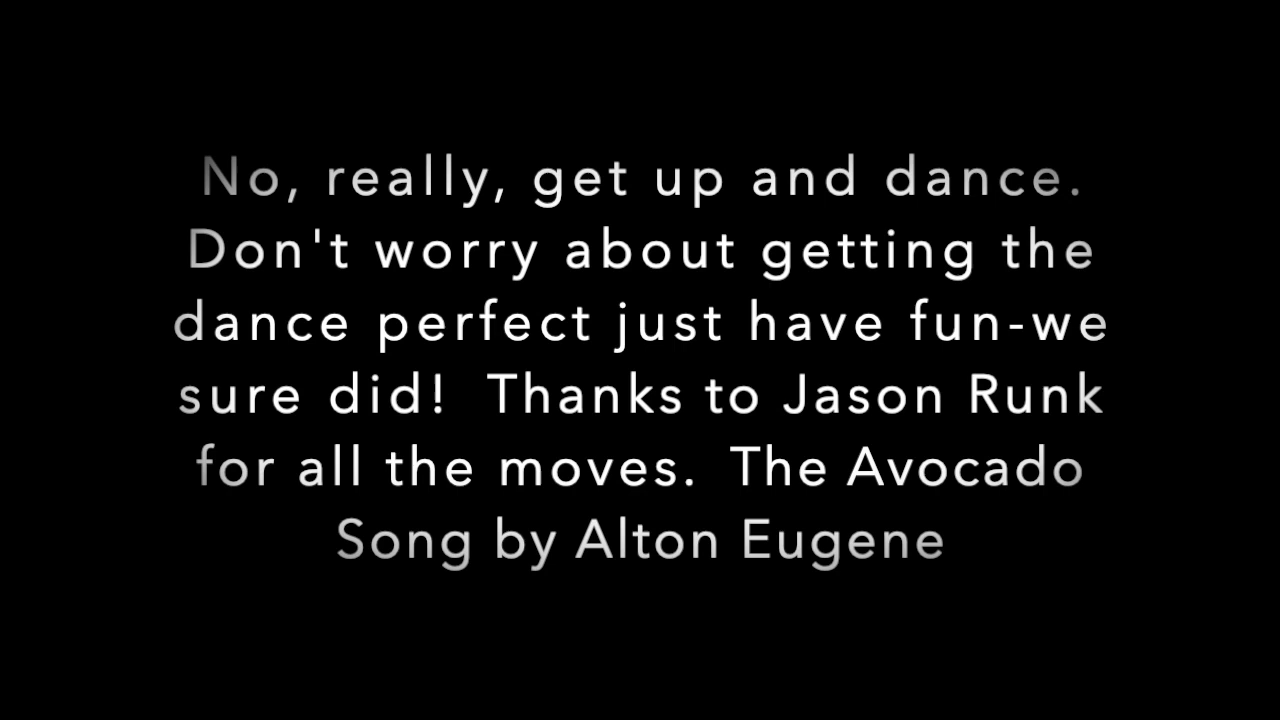 No, really, get up and dance.
Don't worry about getting the
dance perfect just have fun-we
sure did!  Thanks to Jason Runk
for all the moves.  The Avocado
Song by Alton Eugene